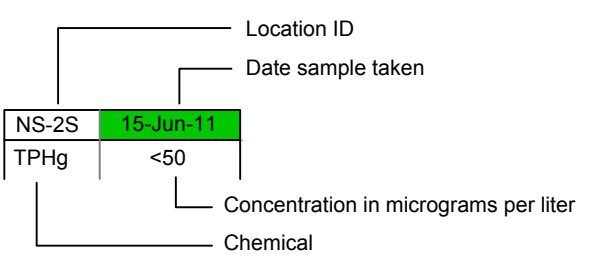 Location ID
Date sample taken
NS-2S 15-Jun-11
TPHg <50
Concentration in micrograms per liter
Chemical